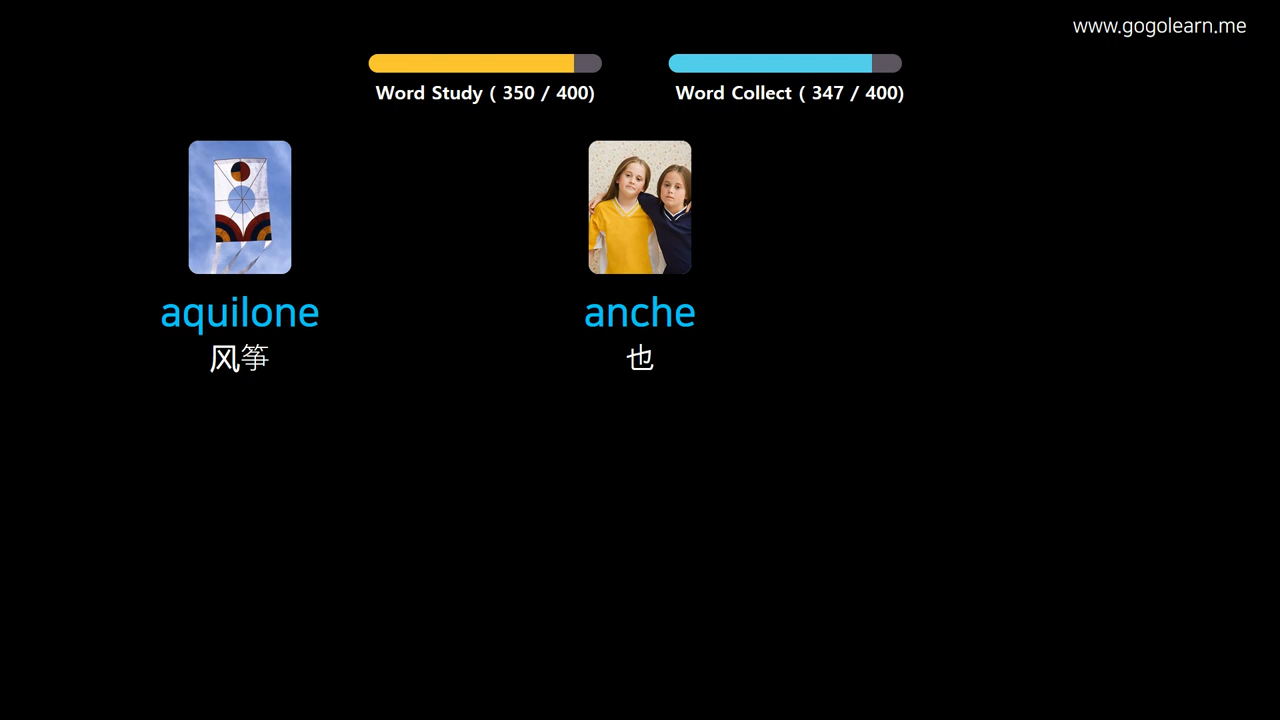 www.gogolearn.me
Word Study ( 350 / 400)
Word Collect ( 347 / 400)
aquilone
anche
风筝
也